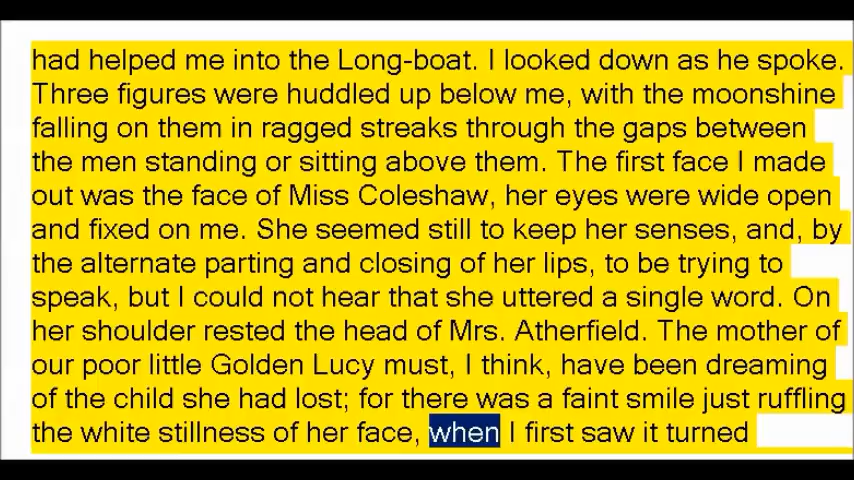 had helped me into the Long-boat. I looked down as he spoke.
Three figures were huddled up below me, with the moonshine
falling on them in ragged streaks through the gaps between
the men standing or sitting above them. The first face I made
out was the face of Miss Coleshaw, her eyes were wide open
and fixed on me. She seemed still to keep her senses, and, by
the alternate parting and closing of her lips, to be trying to
speak, but I could not hear that she uttered a single word. On
her shoulder rested the head of Mrs. Atherfield. The mother of
our poor little Golden Lucy must, I think, have been dreaming
of the child she had lost; for there was a faint smile just ruffling
the white stillness of her face, when I first saw it turned